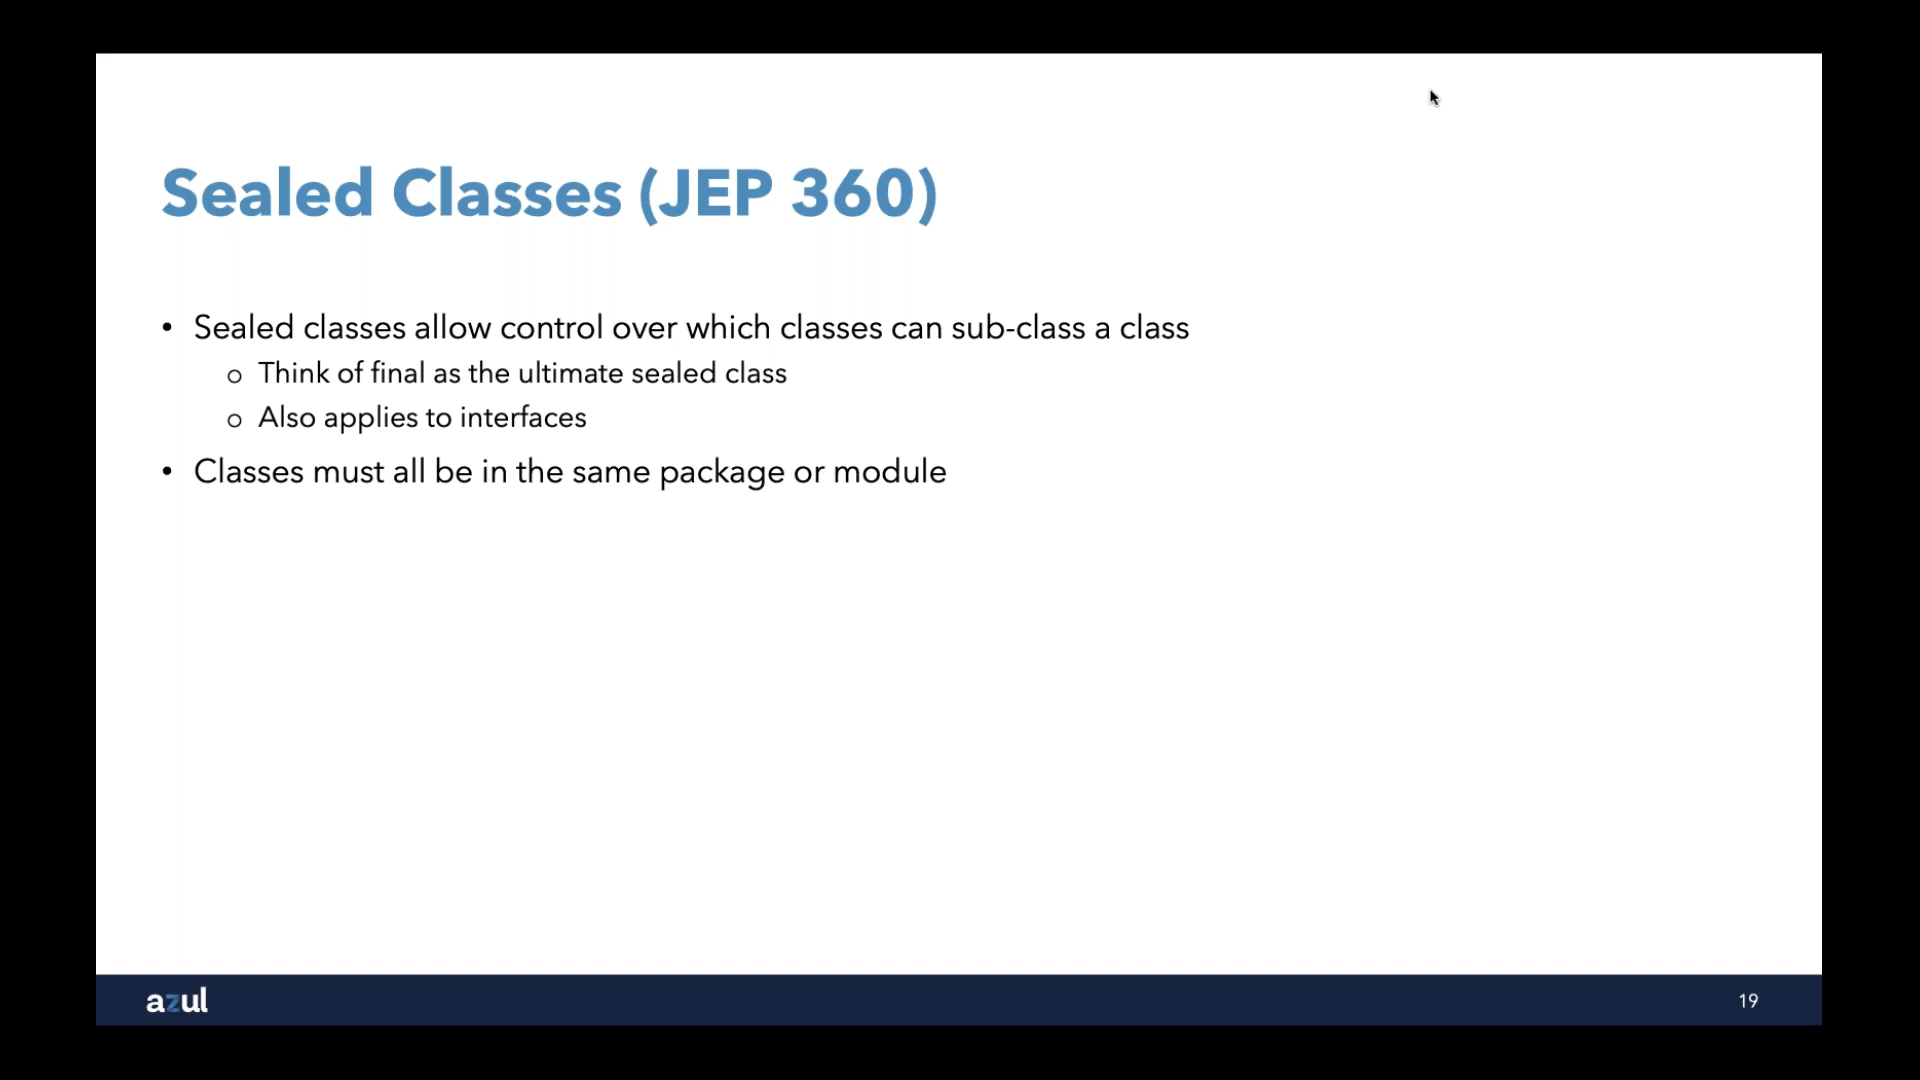 Sealed Classes (JEP 360)
• Sealed classes allow control over which classes can sub-class a class
o Think of final as the ultimate sealed class
o Also applies to interfaces
• Classes must all be in the same package or module
azul
19